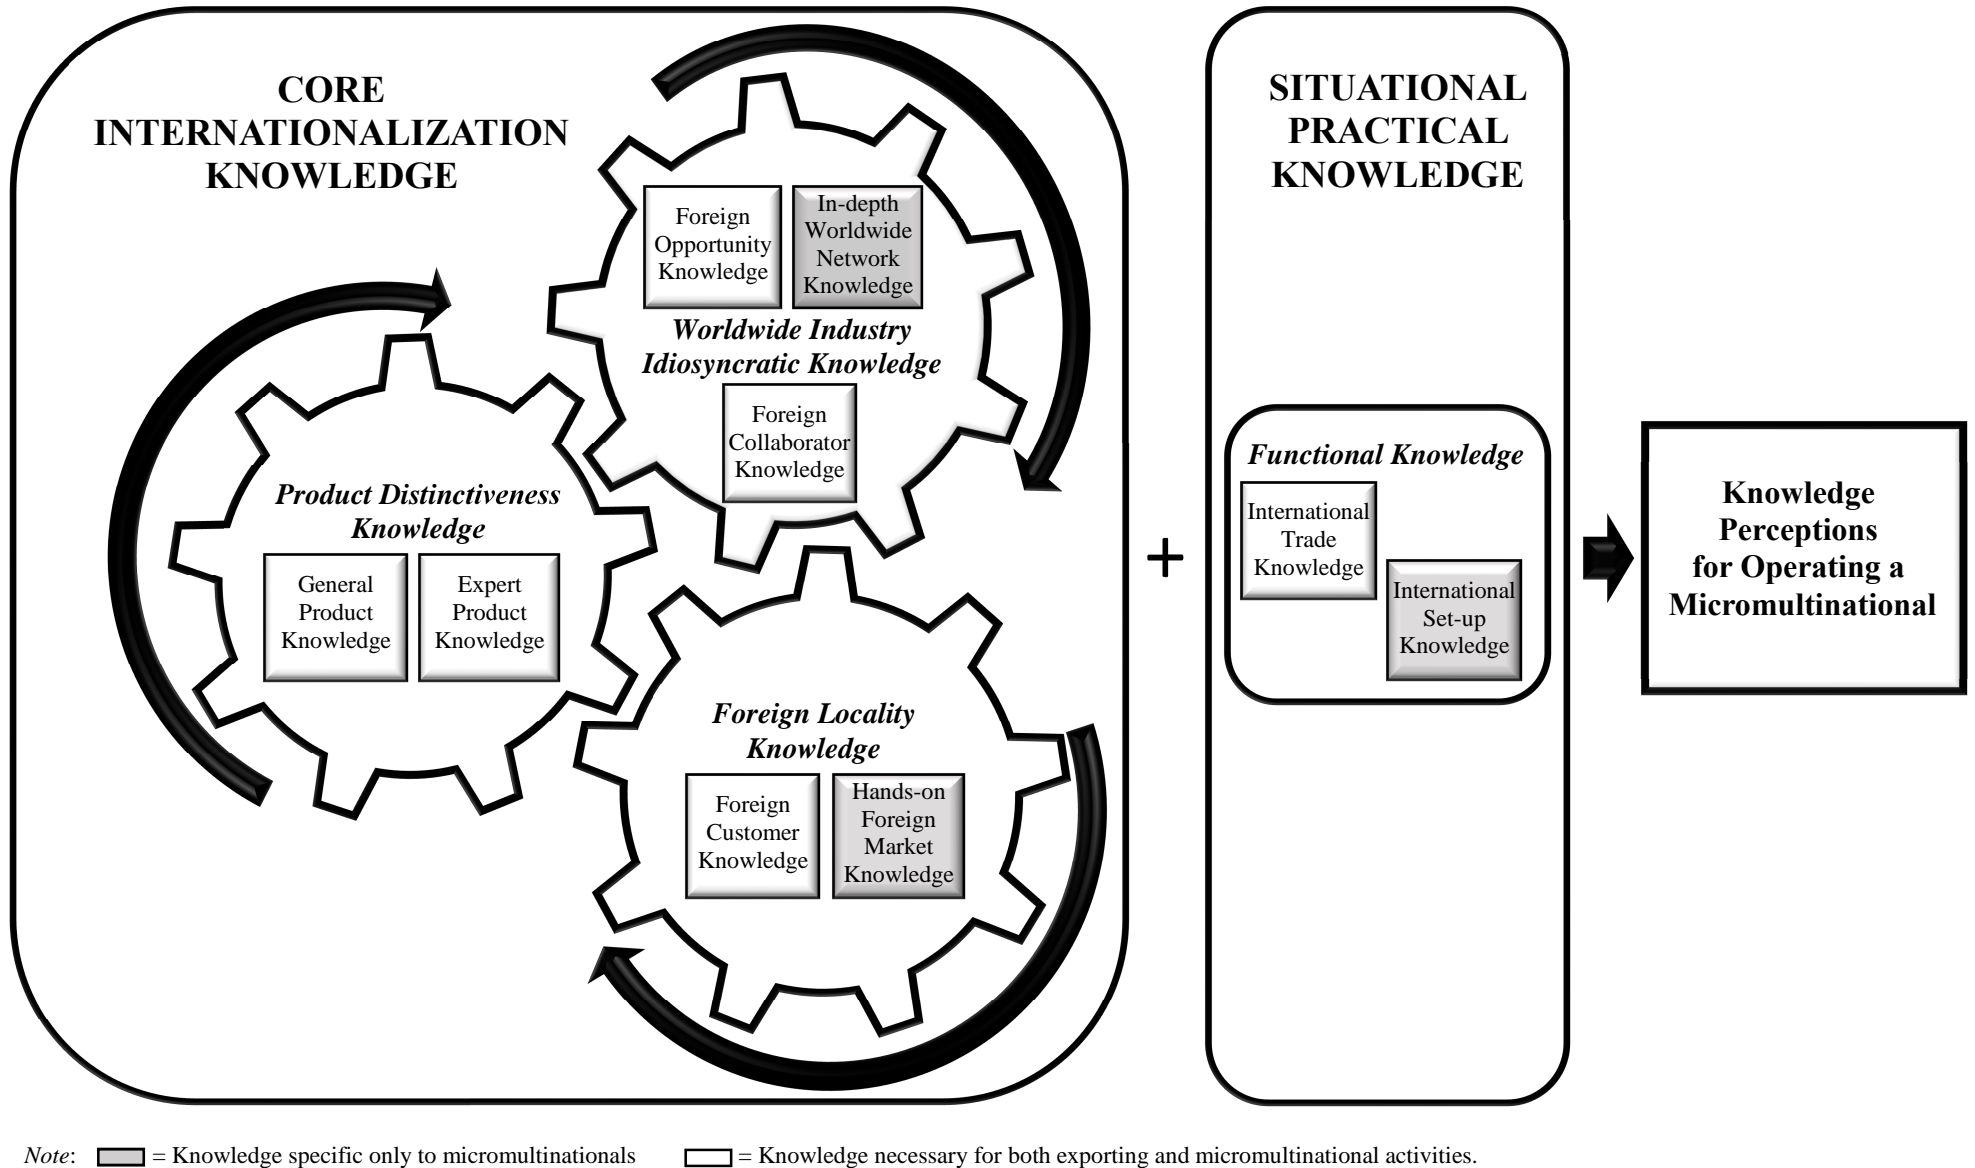 CORE
INTERNATIONALIZATION
KNOWLEDGE
Foreign
Opportunity
Knowledge
In-depth
Worldwide
Network
Knowledge
Worldwide Industry
Idiosyncratic Knowledge
Foreign
Collaborator
Knowledge
Product Distinctiveness
Knowledge
General
Product
Knowledge
Expert
Product
Knowledge
Foreign Locality
Knowledge
Foreign
Customer
Knowledge
Hands-on
Foreign
Market
Knowledge
+
SITUATIONAL
PRACTICAL
KNOWLEDGE
Functional Knowledge
International
Trade
Knowledge
International
Set-up
Knowledge
Knowledge
Perceptions
for Operating a
Micromultinational
Note: = Knowledge specific only to micromultinationals = Knowledge necessary for both exporting and micromultinational activities.